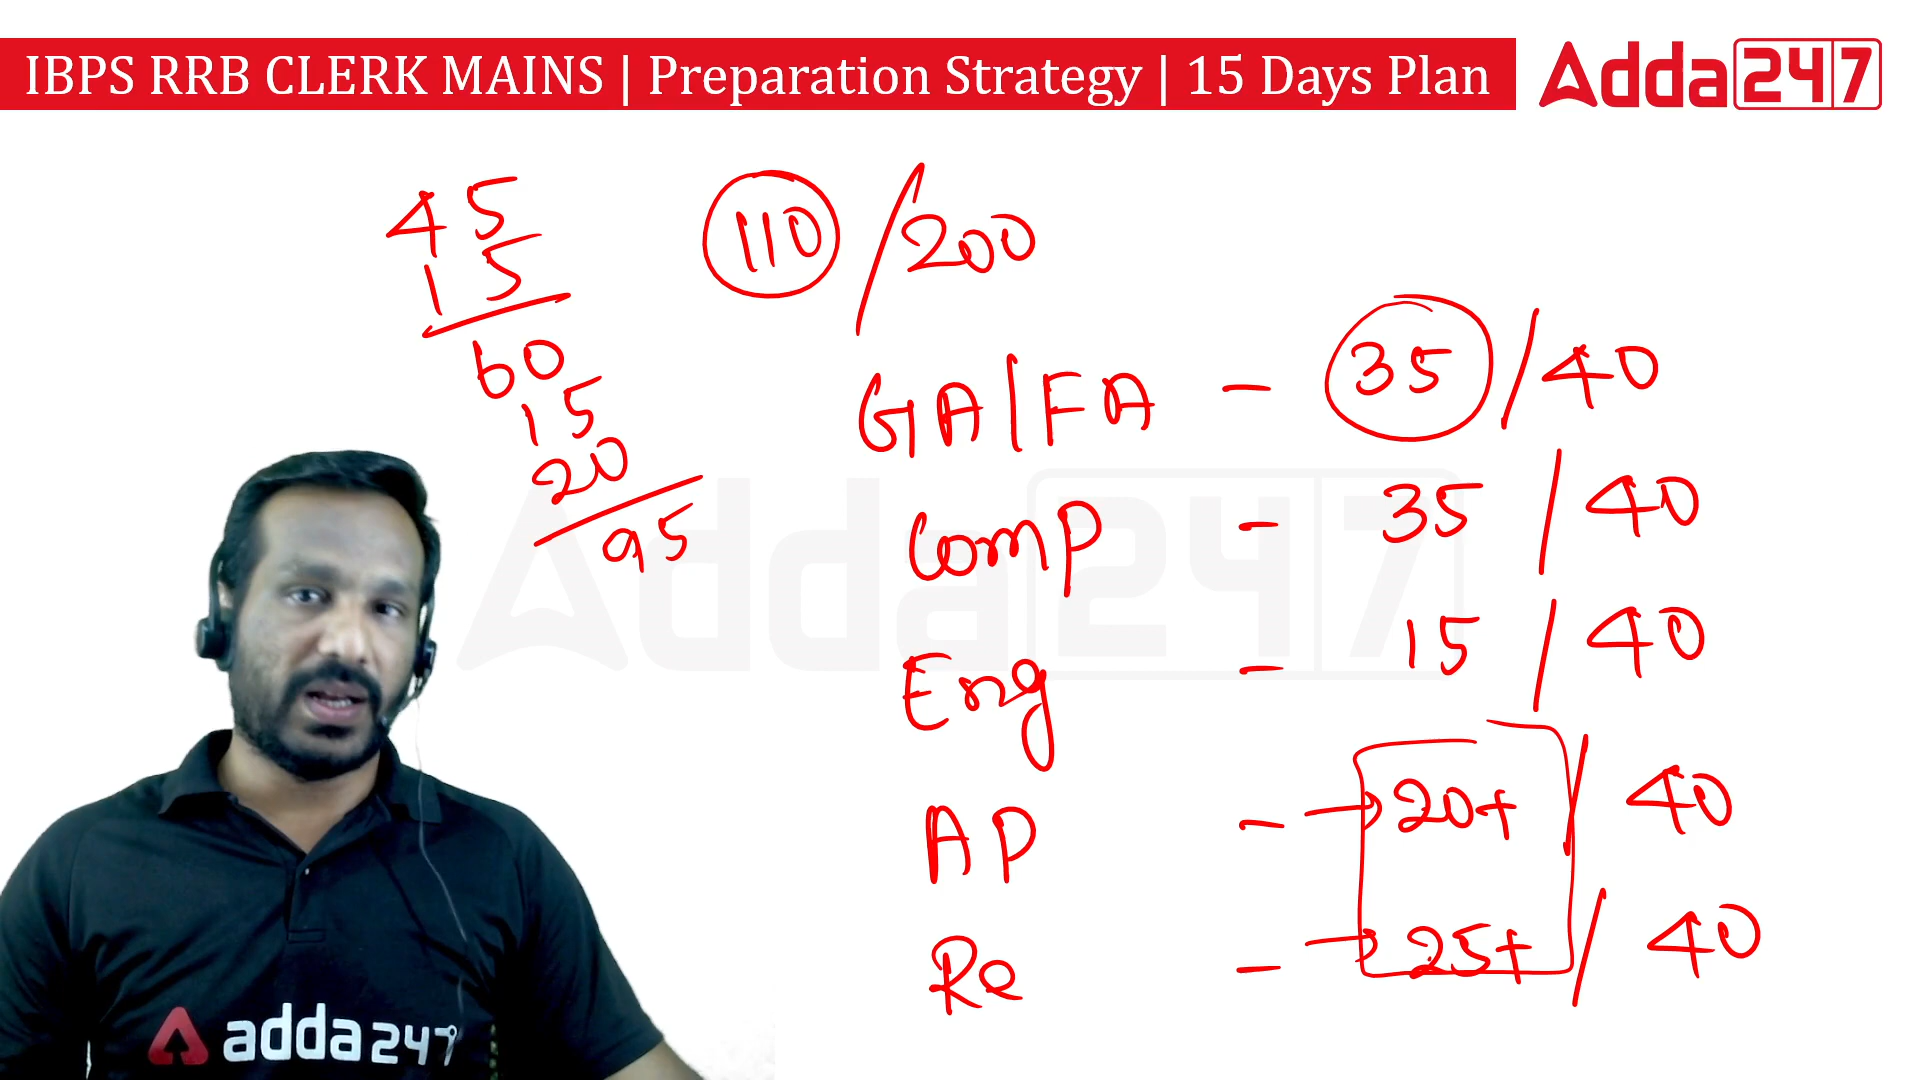 IBPS RRB CLERK MAINS | Preparation Strategy | 15 Days Plan
Adda247
45
15
60
15
20
95
110/200
GA/FA - 35/40
Comp - 35/40
Eng - 15/40
AP - → 20+/40
Re - → 25+/40
Adda247
adda247